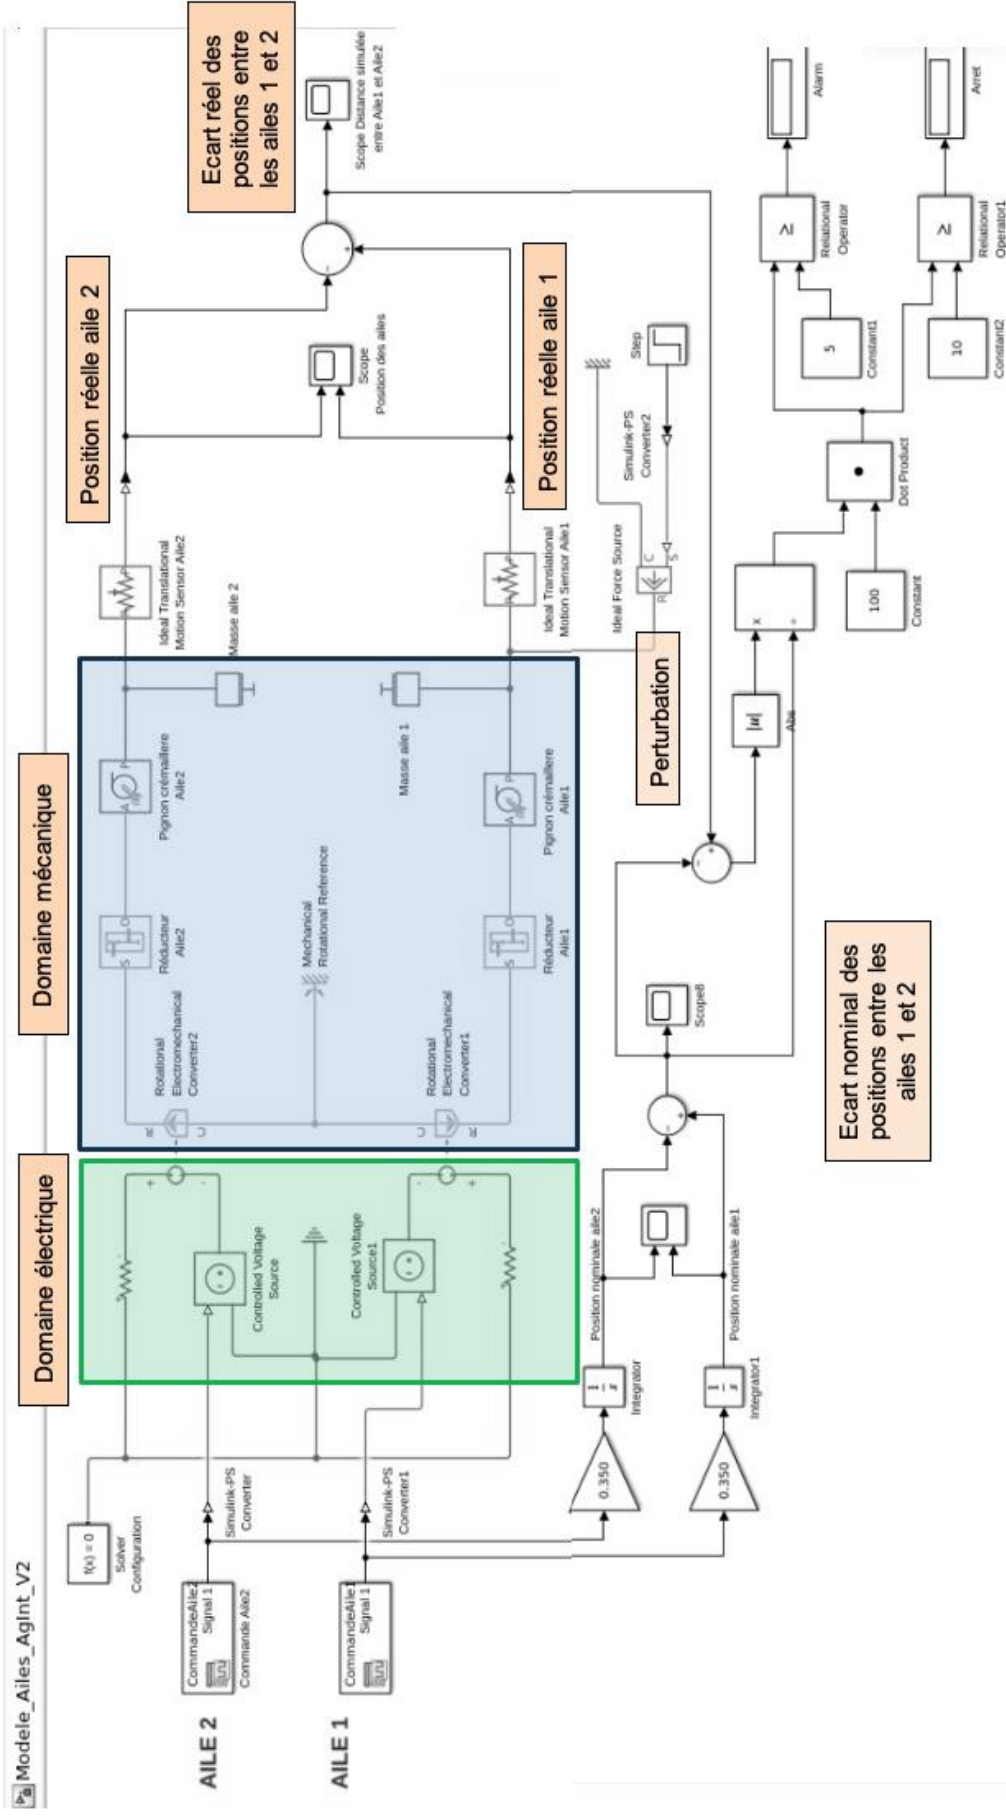 Modele_Ailes_AgInt_V2
Domaine électrique
Domaine mécanique
Position réelle aile 2
Ecart réel des
positions entre
les ailes 1 et 2
f(x) = 0
Solver
Configuration
AILE 2
CommandeAile2
Signal 1
Commande Aile2
Simulink-PS
Converter
AILE 1
CommandeAile1
Signal 1
Simulink-PS
Converter1
+
-
Controlled Voltage
Source
Controlled Voltage
Source1
-
+
Rotational
Electromechanical
Converter2
R
C
Rotational
Electromechanical
Converter1
C
R
Mechanical
Rotational Reference
S
O
Réducteur
Aile2
S
O
Réducteur
Aile1
A
P
Pignon crémaillere
Aile2
A
P
Pignon crémaillere
Aile1
Masse aile 2
Masse aile 1
Ideal Translational
Motion Sensor Aile2
Ideal Translational
Motion Sensor Aile1
Scope
Position des ailes
Scope Distance simulée
entre Aile1 et Aile2
-
+
Position réelle aile 1
Perturbation
Ideal Force Source
R
C
S
Simulink-PS
Converter2
Step
0.350
1
s
Integrator
Position nominale aile2
0.350
1
s
Integrator1
Position nominale aile1
-
+
Scope8
-
+
|u|
Abs
x
÷
100
Constant
Dot Product
5
Constant1
10
Constant2
≥
Relational
Operator
≥
Relational
Operator1
Alarm
Arret
Ecart nominal des
positions entre les
ailes 1 et 2